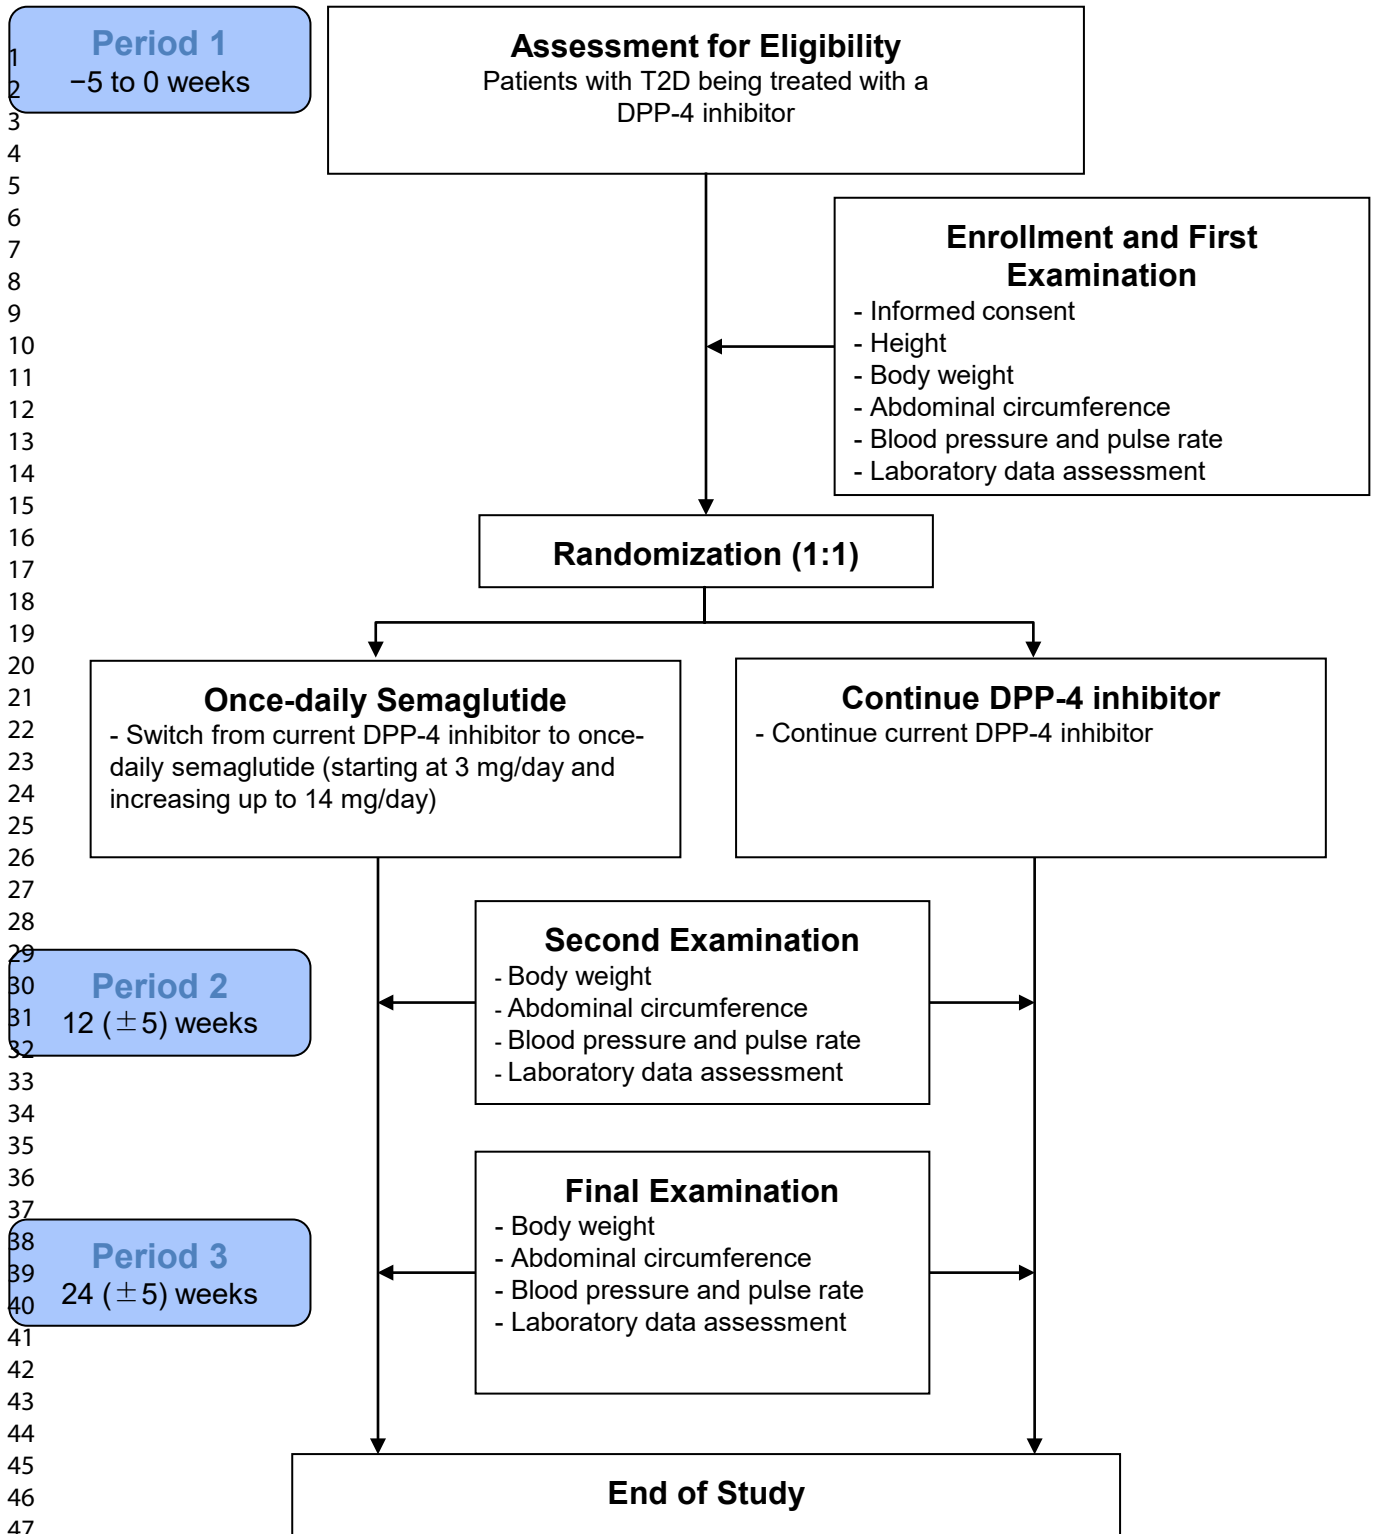 Period 1
−5 to 0 weeks
Assessment for Eligibility
Patients with T2D being treated with a
DPP-4 inhibitor
Enrollment and First
Examination
- Informed consent
- Height
- Body weight
- Abdominal circumference
- Blood pressure and pulse rate
- Laboratory data assessment
Randomization (1:1)
Once-daily Semaglutide
- Switch from current DPP-4 inhibitor to once-
daily semaglutide (starting at 3 mg/day and
increasing up to 14 mg/day)
Continue DPP-4 inhibitor
- Continue current DPP-4 inhibitor
Period 2
12 (±5) weeks
Second Examination
- Body weight
- Abdominal circumference
- Blood pressure and pulse rate
- Laboratory data assessment
Period 3
24 (±5) weeks
Final Examination
- Body weight
- Abdominal circumference
- Blood pressure and pulse rate
- Laboratory data assessment
End of Study
1
2
3
4
5
6
7
8
9
10
11
12
13
14
15
16
17
18
19
20
21
22
23
24
25
26
27
28
29
30
31
32
33
34
35
36
37
38
39
40
41
42
43
44
45
46
47